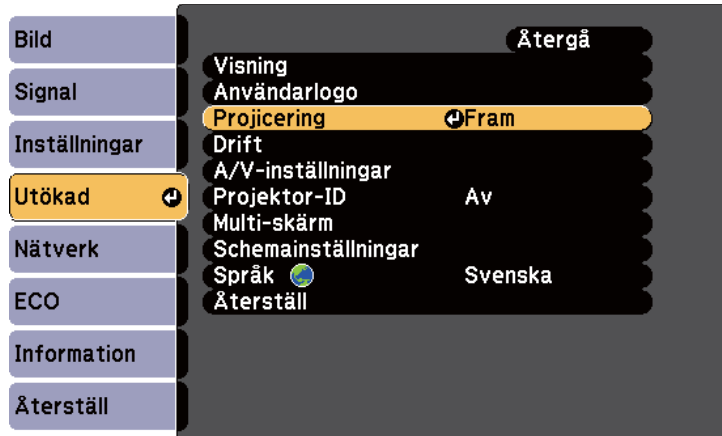 Bild
Signal
Inställningar
Utökad
Nätverk
ECO
Information
Återställ
Återgå
Visning
Användarlogo
Projicering Fram
Drift
A/V-inställningar
Projektor-ID Av
Multi-skärm
Schemainställningar
Språk Svenska
Återställ